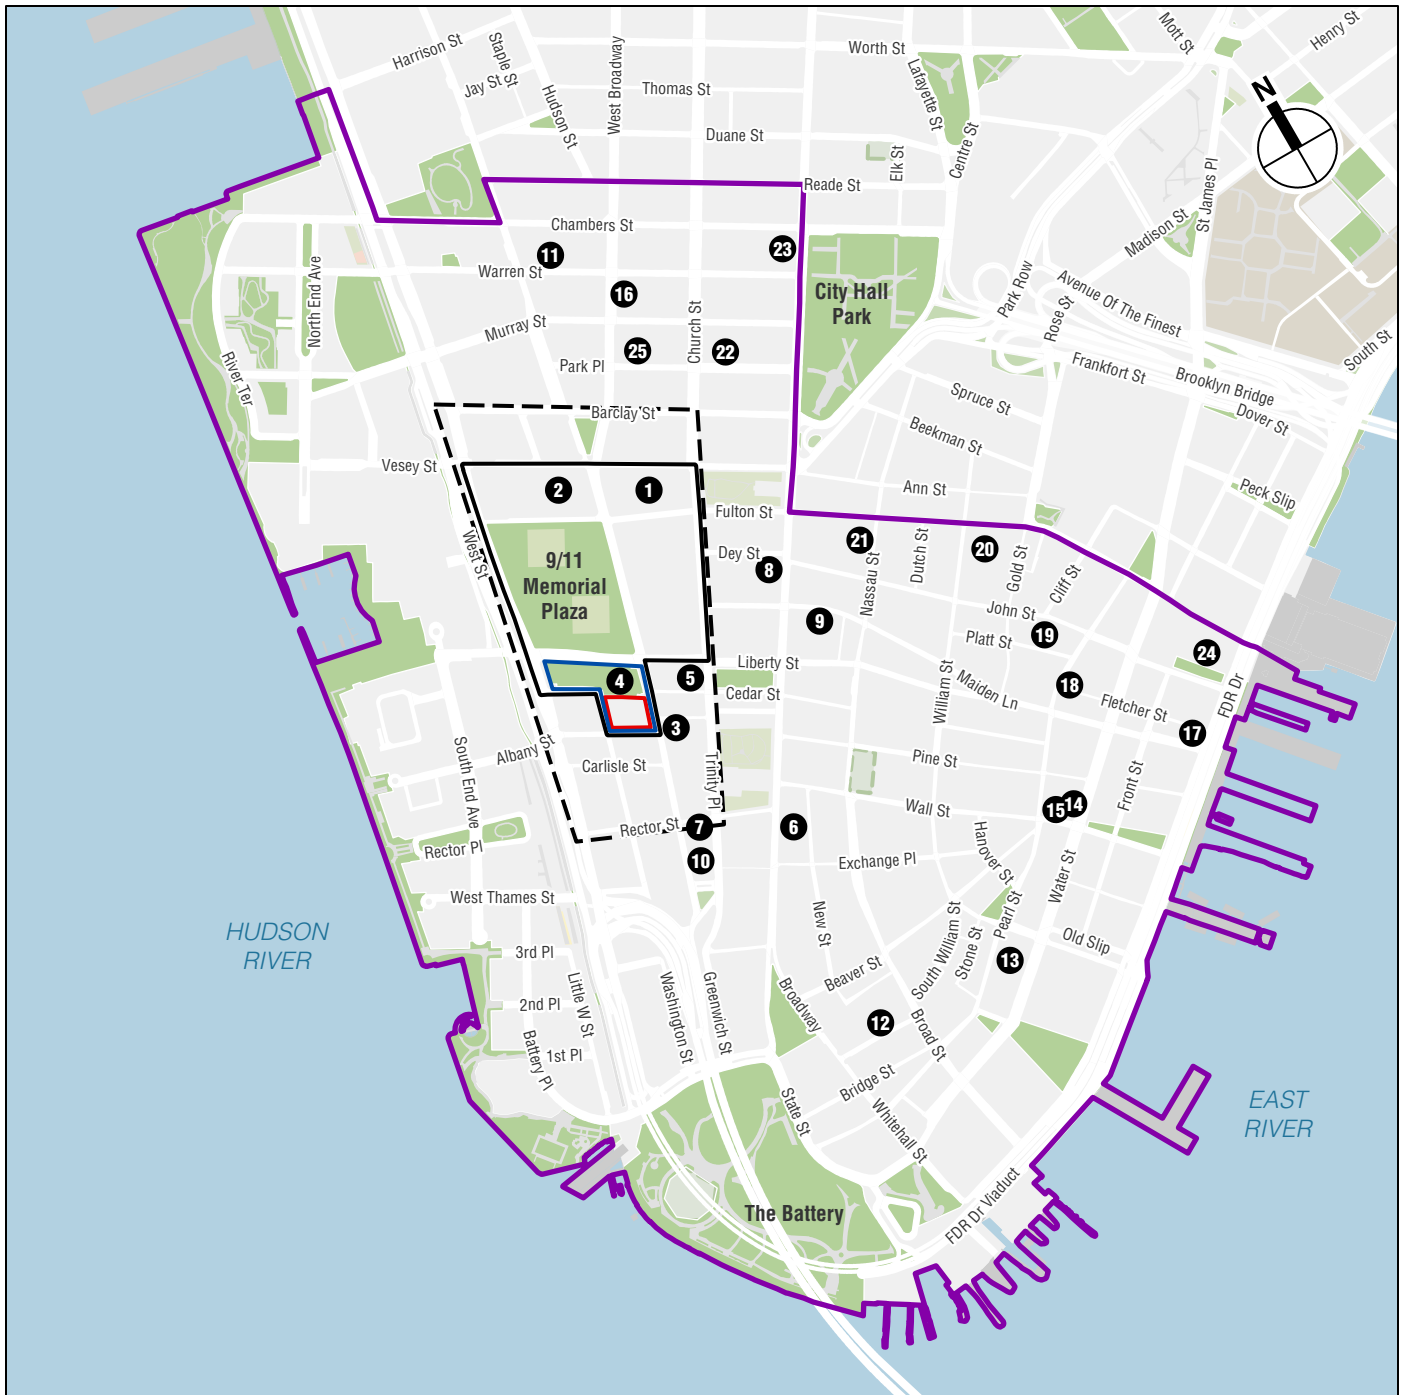 Harrison St
Staple St
Jay St
Hudson St
West Broadway
Worth St
Thomas St
Duane St
Lafayette St
Centre St
Elk St
Mott St
Henry St
N
Reade St
St James Pl
Madison St
Chambers St
11
23
Warren St
16
North End Ave
City Hall
Park
Park Row
Rose St
Avenue Of The Finest
Murray St
Church St
25
22
Park Pl
River Ter
Frankfort St
Brooklyn Bridge
Dover St
South St
Spruce St
Beekman St
Barclay St
Vesey St
2
1
Ann St
Peck Slip
Fulton St
West St
9/11
Memorial
Plaza
Dey St
8
21
Nassau St
Dutch St
20
Gold St
Cliff St
9
John St
19
Platt St
24
Liberty St
4
5
Cedar St
William St
Maiden Ln
18
Fletcher St
FDR Dr
17
3
Albany St
South End Ave
Carlisle St
Trinity Pl
Pine St
Front St
Wall St
15
14
Rector St
7
6
Rector Pl
10
Exchange Pl
Hanover St
Water St
West Thames St
New St
South William St
Stone St
Pearl St
Old Slip
HUDSON
RIVER
3rd Pl
13
Little W St
Washington St
Greenwich St
Broadway
Beaver St
2nd Pl
12
Broad St
Battery Pl
1st Pl
Bridge St
State St
Whitehall St
EAST
RIVER
The Battery
FDR Dr Viaduct